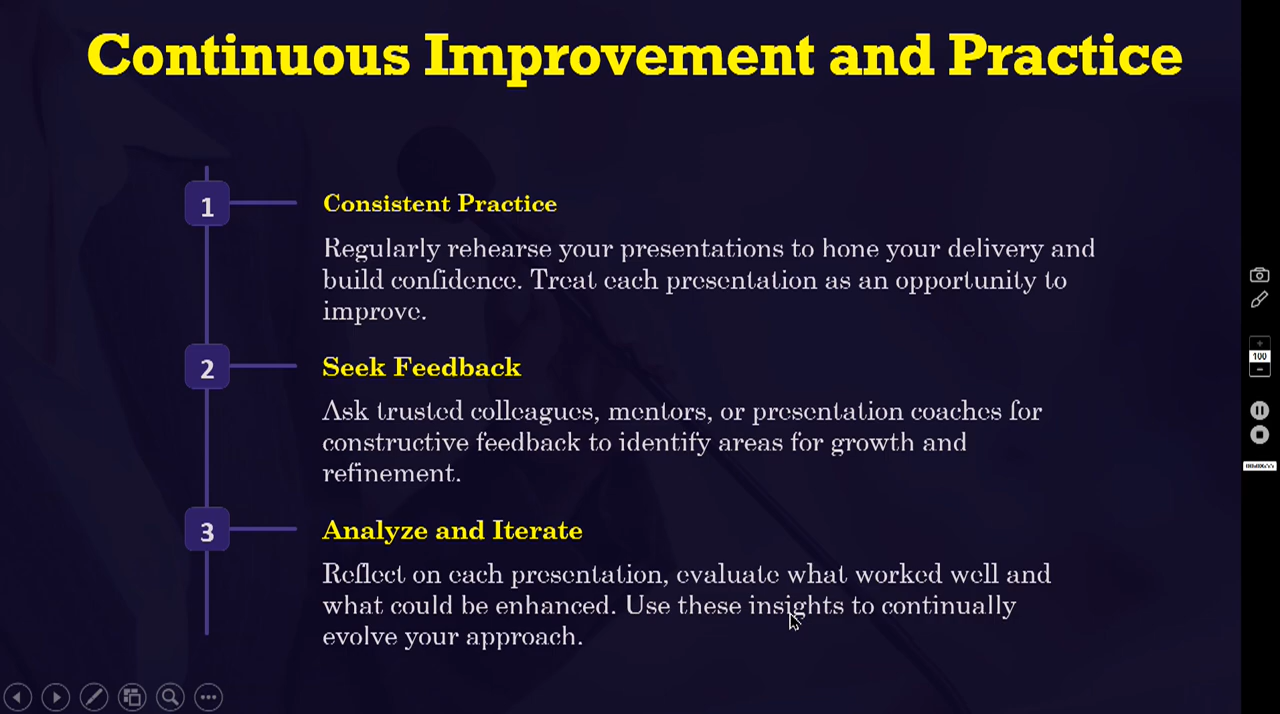 Continuous Improvement and Practice
1
Consistent Practice
Regularly rehearse your presentations to hone your delivery and
build confidence. Treat each presentation as an opportunity to
improve.
2
Seek Feedback
Ask trusted colleagues, mentors, or presentation coaches for
constructive feedback to identify areas for growth and
refinement.
3
Analyze and Iterate
Reflect on each presentation, evaluate what worked well and
what could be enhanced. Use these insights to continually
evolve your approach.
100